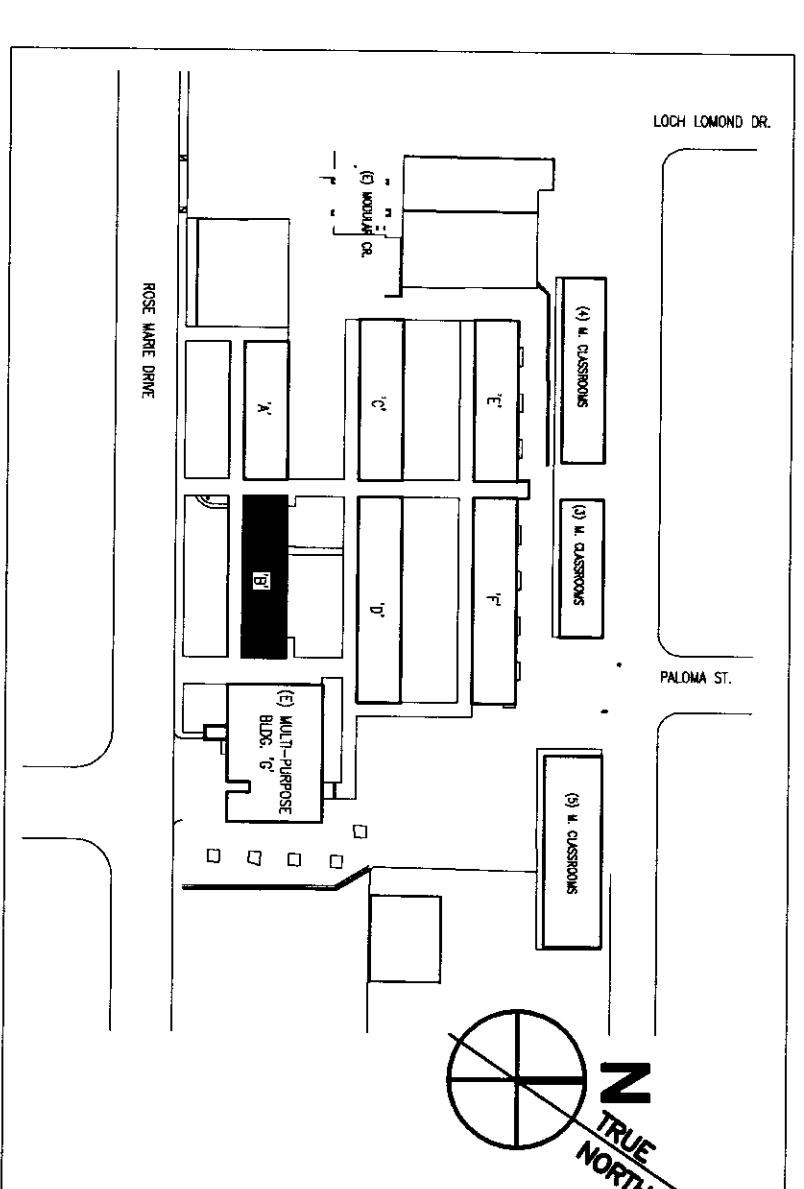 LOCH LOMOND DR.
(E) MODULAR CR.
ROSE MARIE DRIVE
(4) M. CLASSROOMS
'A'
'C'
'E'
(3) M. CLASSROOMS
'B'
'D'
'F'
PALOMA ST.
(E) MULTI-PURPOSE
BLDG. 'G'
(5) M. CLASSROOMS
N
TRUE
NORTH